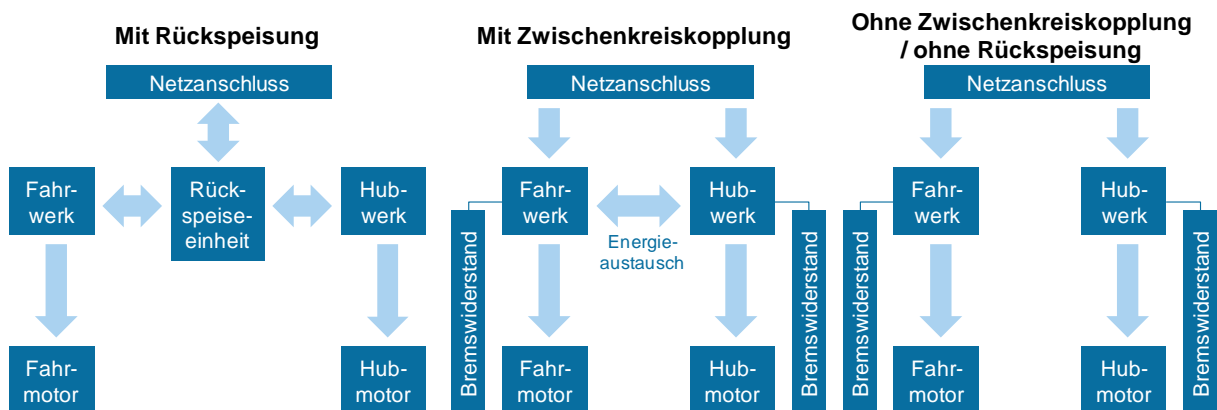 Mit Rückspeisung
Netzanschluss
Fahr-
werk
Rück-
speise-
einheit
Hub-
werk
Fahr-
motor
Hub-
motor
Mit Zwischenkreiskopplung
Netzanschluss
Bremswiderstand
Fahr-
werk
Energie-
austausch
Hub-
werk
Bremswiderstand
Fahr-
motor
Hub-
motor
Ohne Zwischenkreiskopplung
/ ohne Rückspeisung
Netzanschluss
Bremswiderstand
Fahr-
werk
Hub-
werk
Bremswiderstand
Fahr-
motor
Hub-
motor